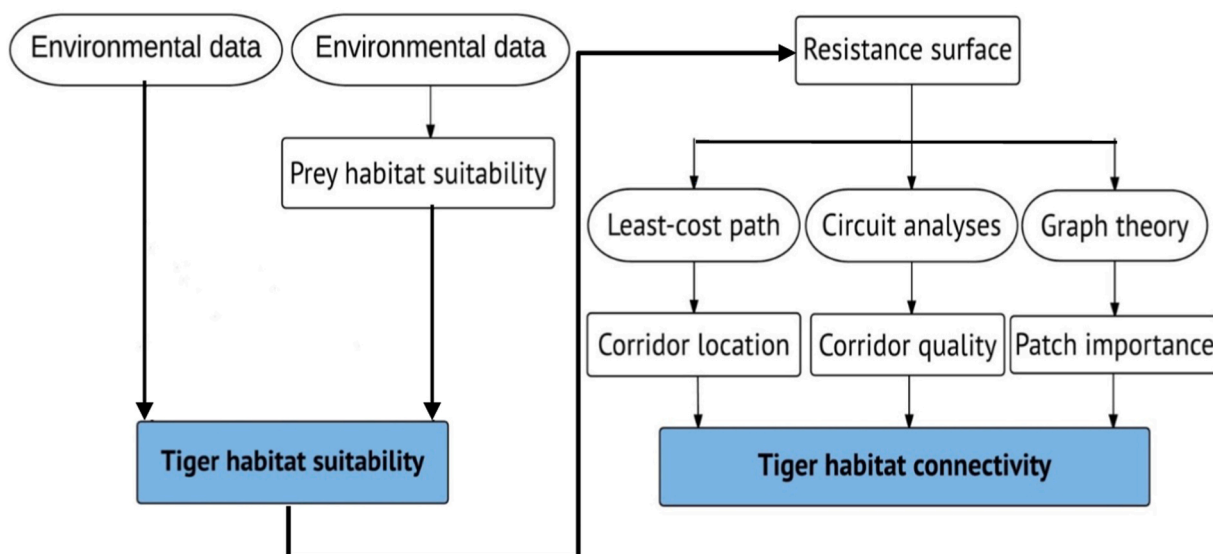 Environmental data
Environmental data
Prey habitat suitability
Tiger habitat suitability
Resistance surface
Least-cost path
Circuit analyses
Graph theory
Corridor location
Corridor quality
Patch importance
Tiger habitat connectivity